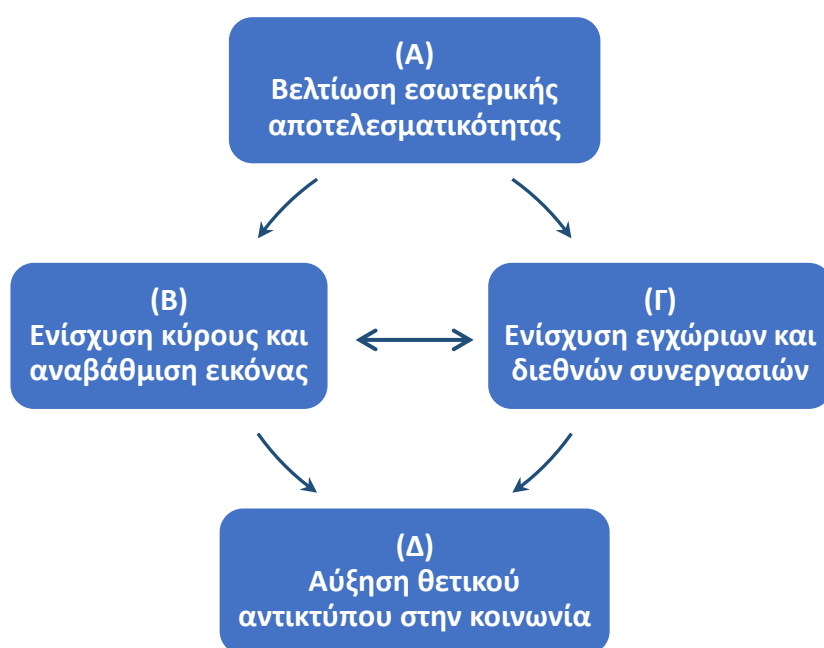 (Α)
Βελτίωση εσωτερικής
αποτελεσματικότητας
(Β)
Ενίσχυση κύρους και
αναβάθμιση εικόνας
(Γ)
Ενίσχυση εγχώριων και
διεθνών συνεργασιών
(Δ)
Αύξηση θετικού
αντικτύπου στην κοινωνία